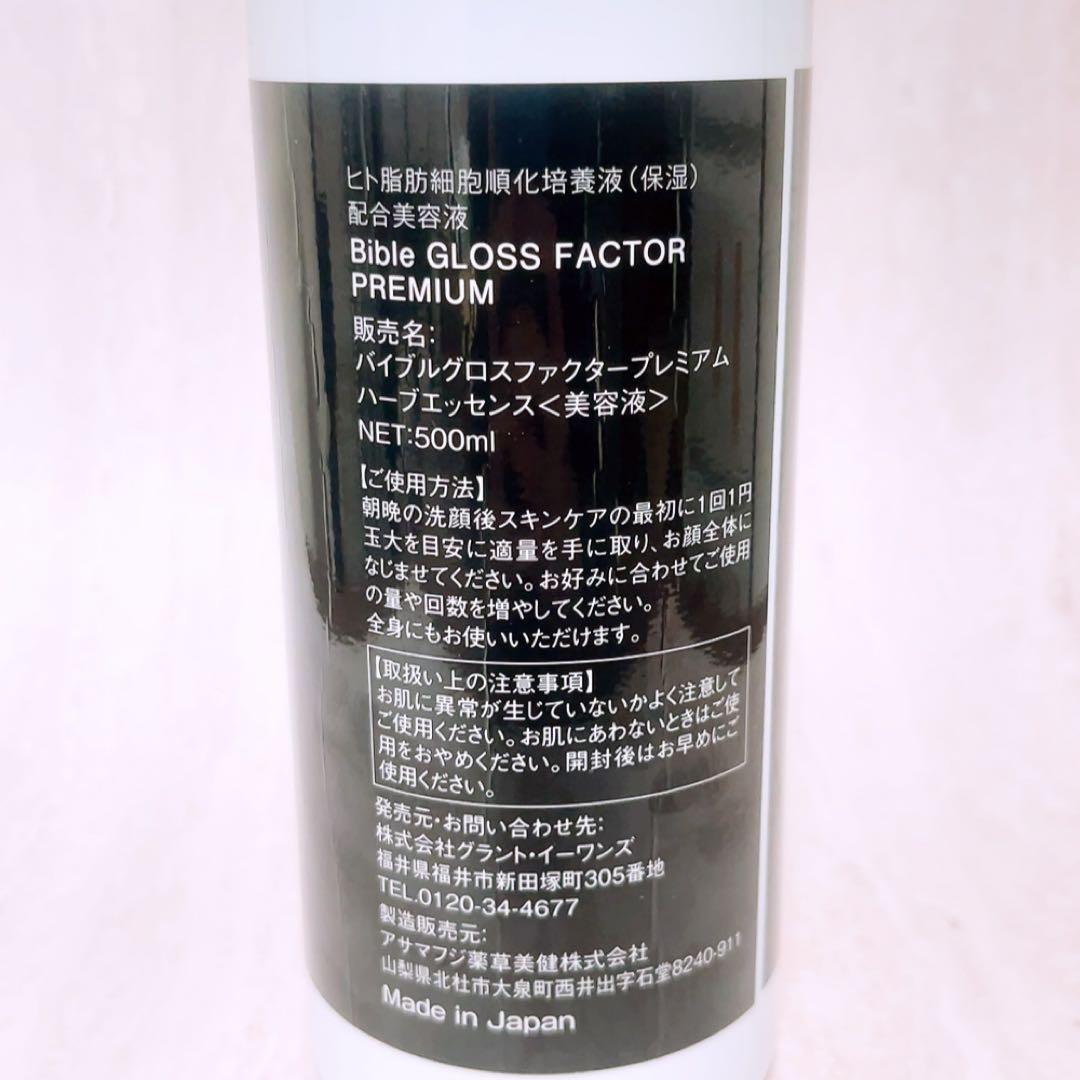 ヒト脂肪細胞順化培養液（保湿）
配合美容液
Bible GLOSS FACTOR
PREMIUM
販売名：
バイブルグロスファクタープレミアム
ハーブエッセンス＜美容液＞
NET:500ml
【ご使用方法】
朝晩の洗顔後スキンケアの最初に1回1円
玉大を目安に適量を手に取り、お顔全体に
なじませてください。お好みに合わせてご使用
の量や回数を増やしてください。
全身にもお使いいただけます。
【取扱い上の注意事項】
お肌に異常が生じていないかよく注意して
ご使用ください。お肌にあわないときはご使
用をおやめください。開封後はお早めにご
使用ください。
発売元・お問い合わせ先：
株式会社グラント・イーワンズ
福井県福井市新田塚町305番地
TEL.0120-34-4677
製造販売元：
アサマフジ薬草美健株式会社
山梨県北杜市大泉町西井出字石堂8240-911
Made in Japan